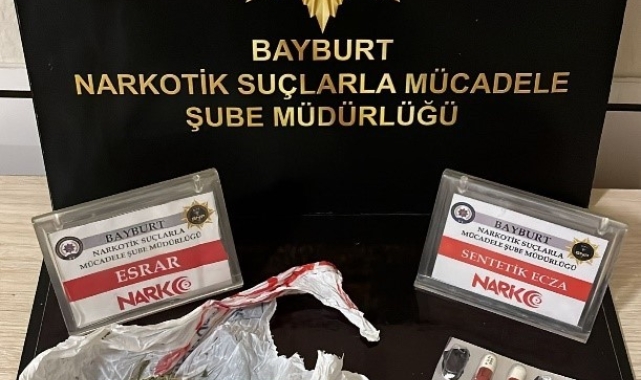 BAYBURT
NARKOTİK SUÇLARLA MÜCADELE
ŞUBE MÜDÜRLÜĞÜ
BAYBURT
NARKOTİK SUÇLARLA
MÜCADELE ŞUBE MÜDÜRLÜĞÜ
ESRAR
NARKO
BAYBURT
NARKOTİK SUÇLARLA
MÜCADELE ŞUBE MÜDÜRLÜĞÜ
SENTETİK ECZA
NARKO